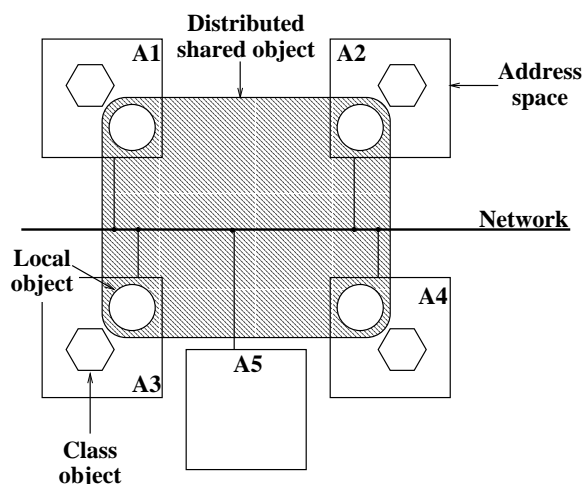 Distributed
shared object
A1
A2
Address
space
Network
Local
object
A4
A3
A5
Class
object